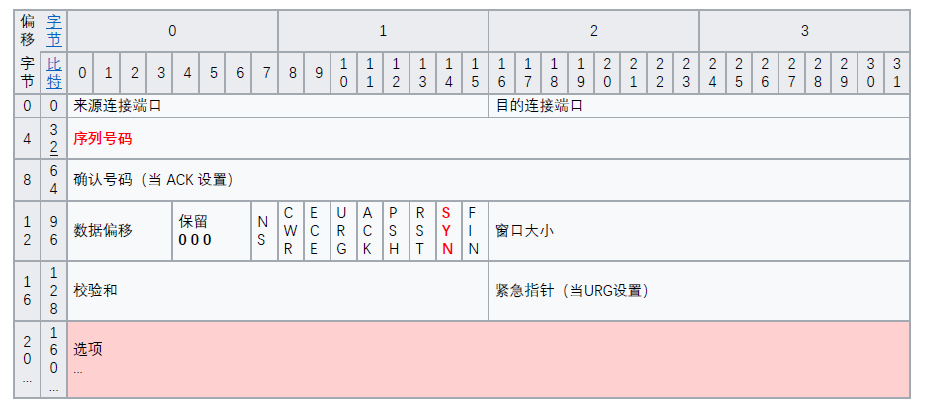 偏移 字节 0 1 2 3
字节 比特 0 1 2 3 4 5 6 7 8 9 10 11 12 13 14 15 16 17 18 19 20 21 22 23 24 25 26 27 28 29 30 31
0 0 来源连接端口 目的连接端口
4 32 序列号码
8 64 确认号码（当 ACK 设置）
12 96 数据偏移 保留 0 0 0 NS CWR ECE URG ACK PSH RST SYN FIN 窗口大小
16 128 校验和 紧急指针（当URG设置）
20 160 选项
... ... ...